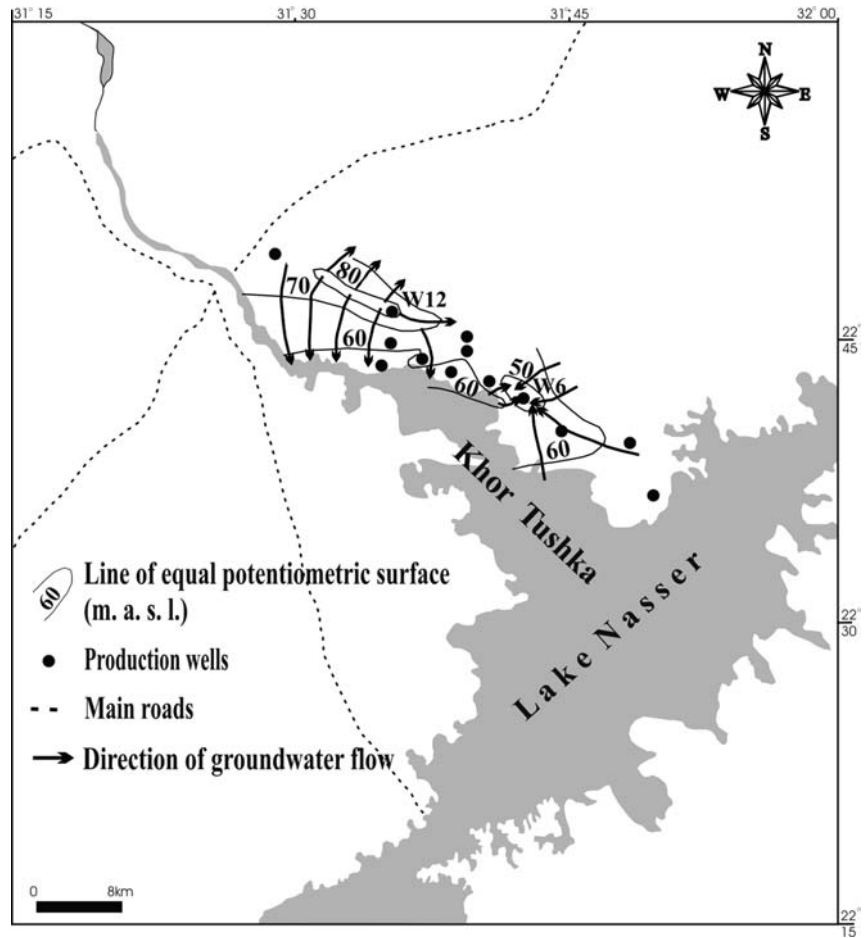 31° 15
31° 30
31° 45
32° 00
N
W E
S
80
70
W12
60
22°
45
50
60
W6
60
Khor Tushka
Lake Nasser
22°
30
60
Line of equal potentiometric surface
(m. a. s. l.)
Production wells
Main roads
Direction of groundwater flow
0 8km
22°
15